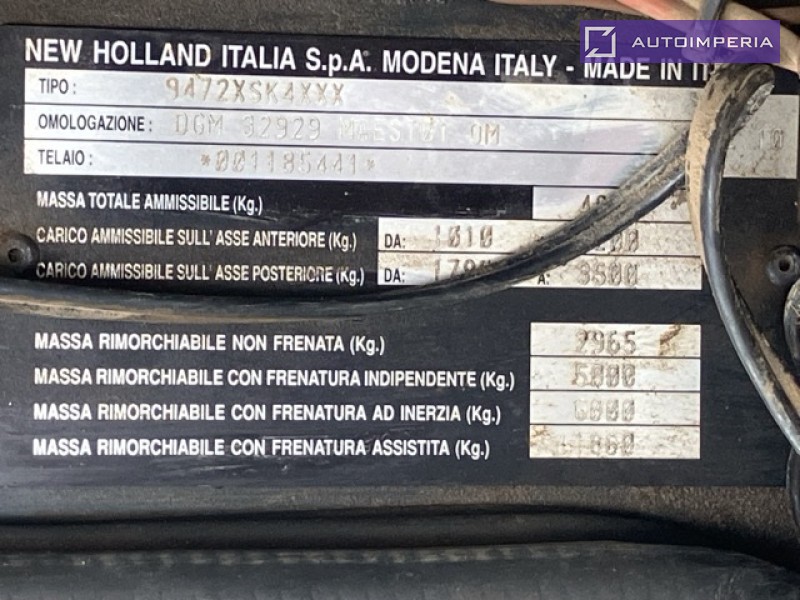 AUTOIMPERIA
NEW HOLLAND ITALIA S.p.A. MODENA ITALY - MADE IN IT
TIPO: 9472XSK4XXX
OMOLOGAZIONE: DGM 92929 OM
TELAIO: *001185441*
MASSA TOTALE AMMISSIBILE (Kg.)
CARICO AMMISSIBILE SULL' ASSE ANTERIORE (Kg.) DA: 1010
CARICO AMMISSIBILE SULL' ASSE POSTERIORE (Kg.) DA: A: 3500
MASSA RIMORCHIABILE NON FRENATA (Kg.) 2965
MASSA RIMORCHIABILE CON FRENATURA INDIPENDENTE (Kg.) 5000
MASSA RIMORCHIABILE CON FRENATURA AD INERZIA (Kg.) 6000
MASSA RIMORCHIABILE CON FRENATURA ASSISTITA (Kg.)